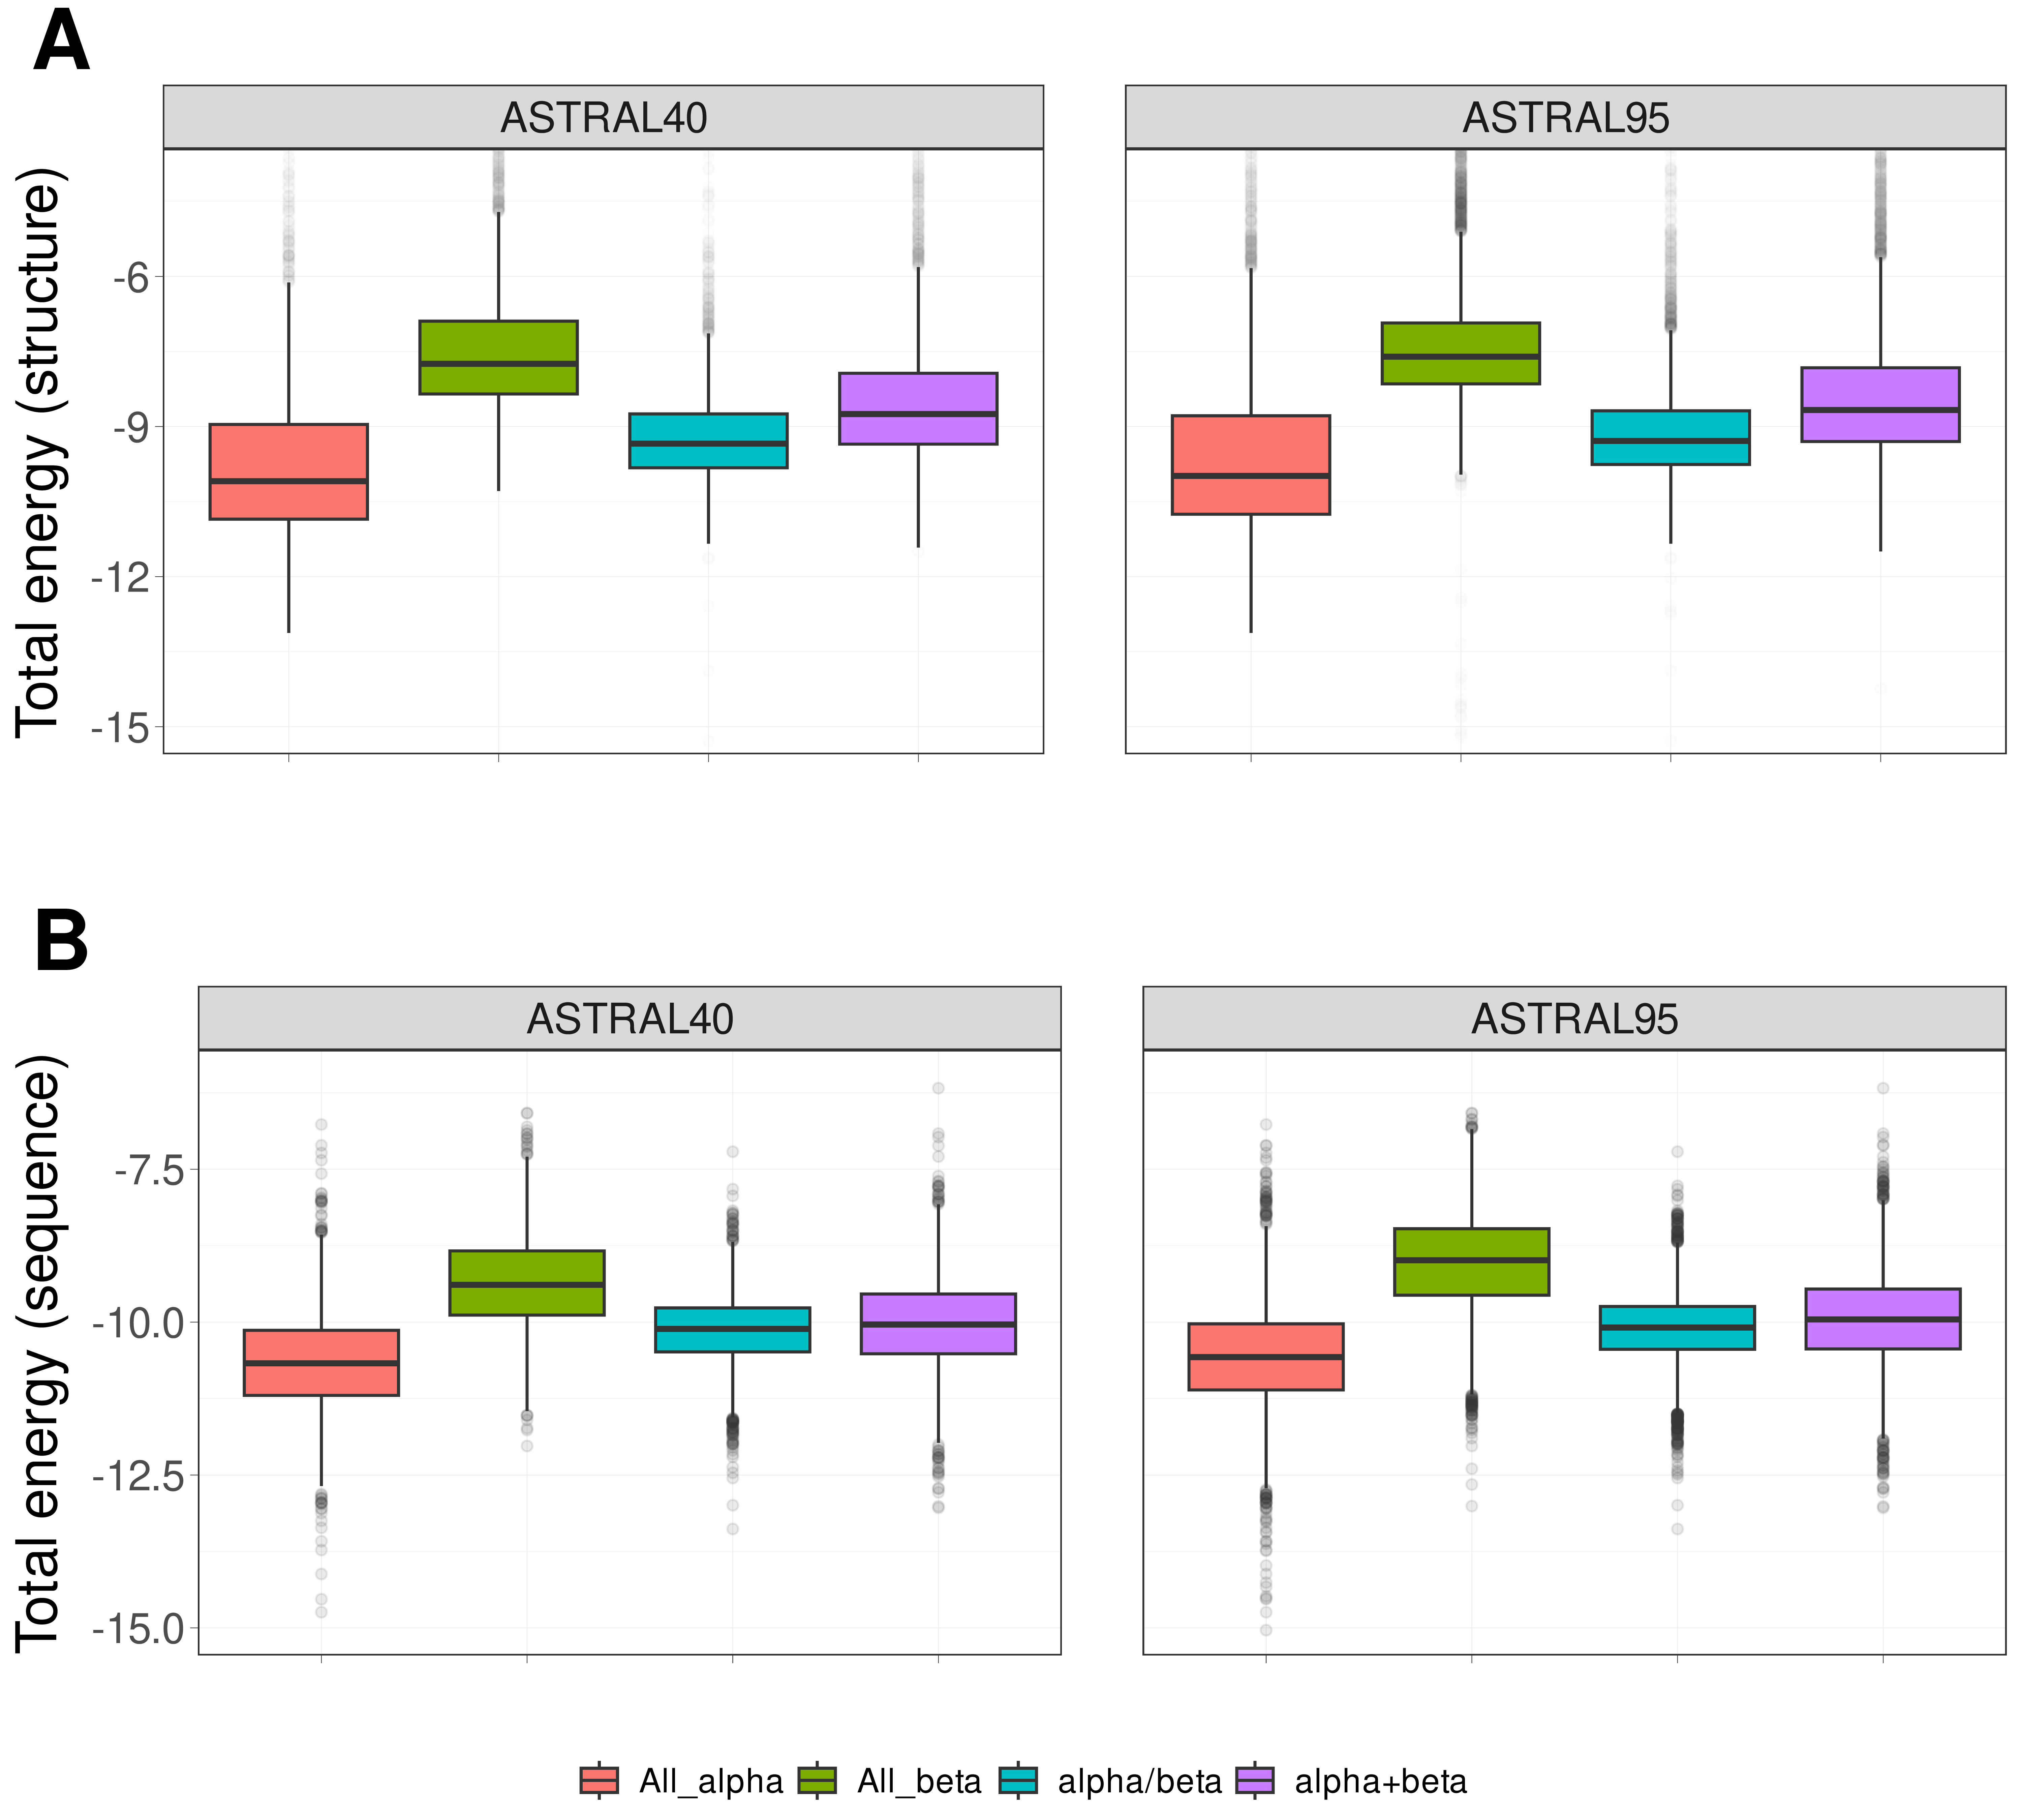 A
ASTRAL40 ASTRAL95
Total energy (structure)
-6
-9
-12
-15
B
ASTRAL40 ASTRAL95
Total energy (sequence)
-7.5
-10.0
-12.5
-15.0
All_alpha All_beta alpha/beta alpha+beta